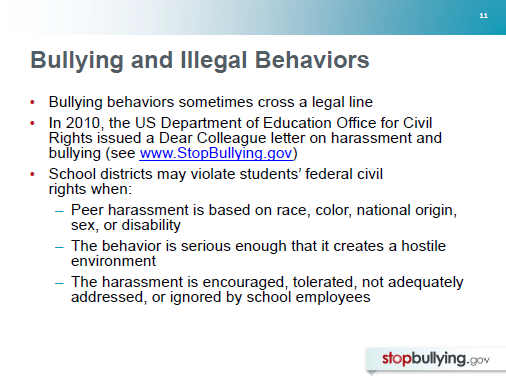 11
Bullying and Illegal Behaviors
• Bullying behaviors sometimes cross a legal line
• In 2010, the US Department of Education Office for Civil
Rights issued a Dear Colleague letter on harassment and
bullying (see www.StopBullying.gov)
• School districts may violate students’ federal civil
rights when:
– Peer harassment is based on race, color, national origin,
sex, or disability
– The behavior is serious enough that it creates a hostile
environment
– The harassment is encouraged, tolerated, not adequately
addressed, or ignored by school employees
stopbullying.gov